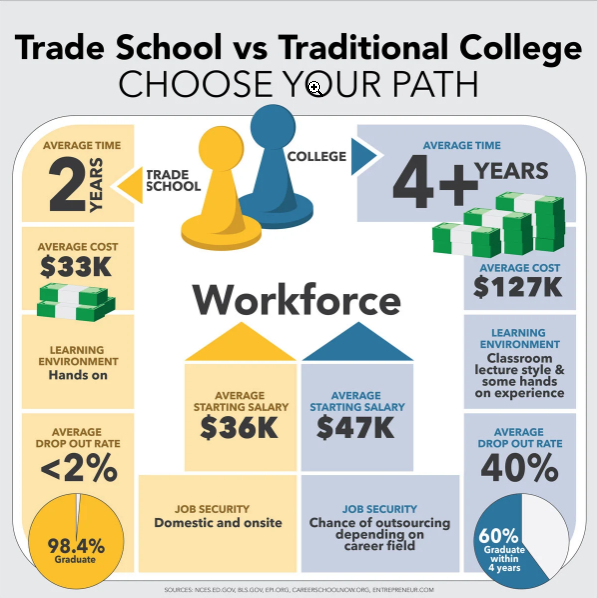 Trade School vs Traditional College
CHOOSE YOUR PATH
AVERAGE TIME
2 YEARS
TRADE
SCHOOL
COLLEGE
AVERAGE TIME
4+ YEARS
AVERAGE COST
$33K
AVERAGE COST
$127K
Workforce
LEARNING
ENVIRONMENT
Hands on
LEARNING
ENVIRONMENT
Classroom
lecture style &
some hands
on experience
AVERAGE
STARTING SALARY
$36K
AVERAGE
STARTING SALARY
$47K
AVERAGE
DROP OUT RATE
<2%
98.4%
Graduate
AVERAGE
DROP OUT RATE
40%
60%
Graduate
within
4 years
JOB SECURITY
Domestic and onsite
JOB SECURITY
Chance of outsourcing
depending on
career field
SOURCES: NCES.ED.GOV, BLS.GOV, EPI.ORG, CAREERSCHOOLNOW.ORG, ENTREPRENEUR.COM